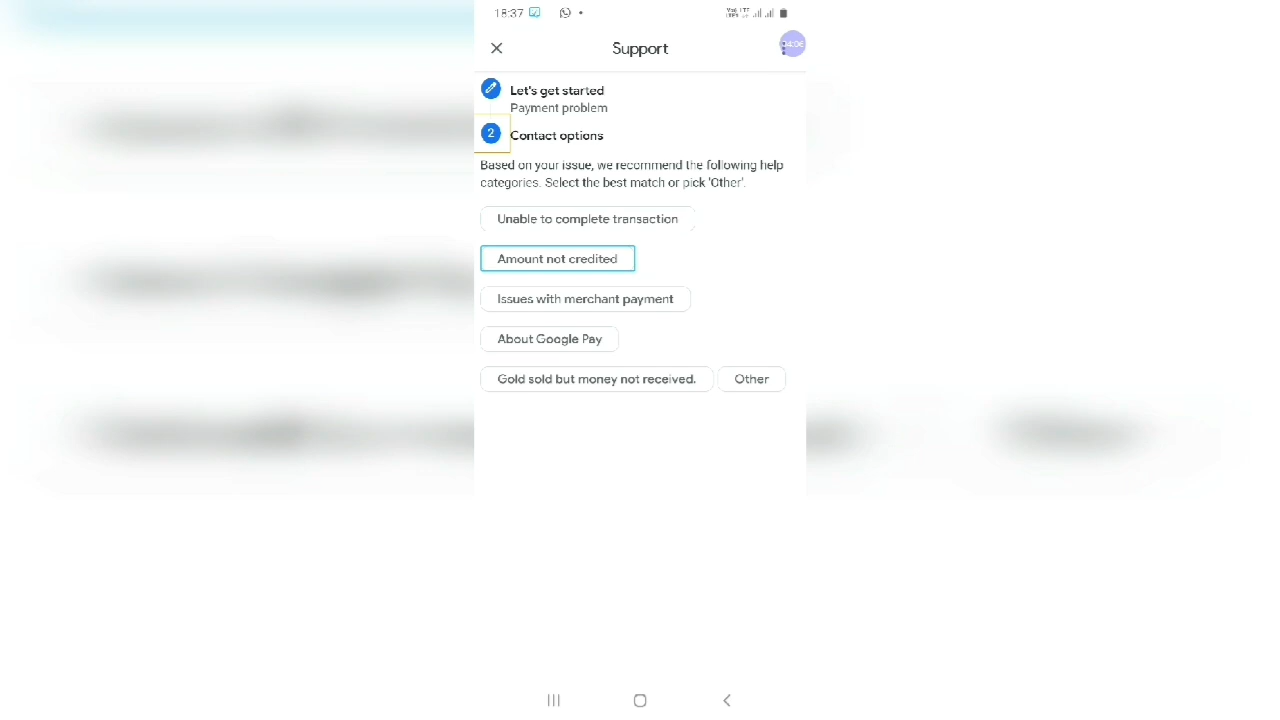 18:37
Support
04:06
Let's get started
Payment problem
2
Contact options
Based on your issue, we recommend the following help
categories. Select the best match or pick 'Other'.
Unable to complete transaction
Amount not credited
Issues with merchant payment
About Google Pay
Gold sold but money not received.
Other